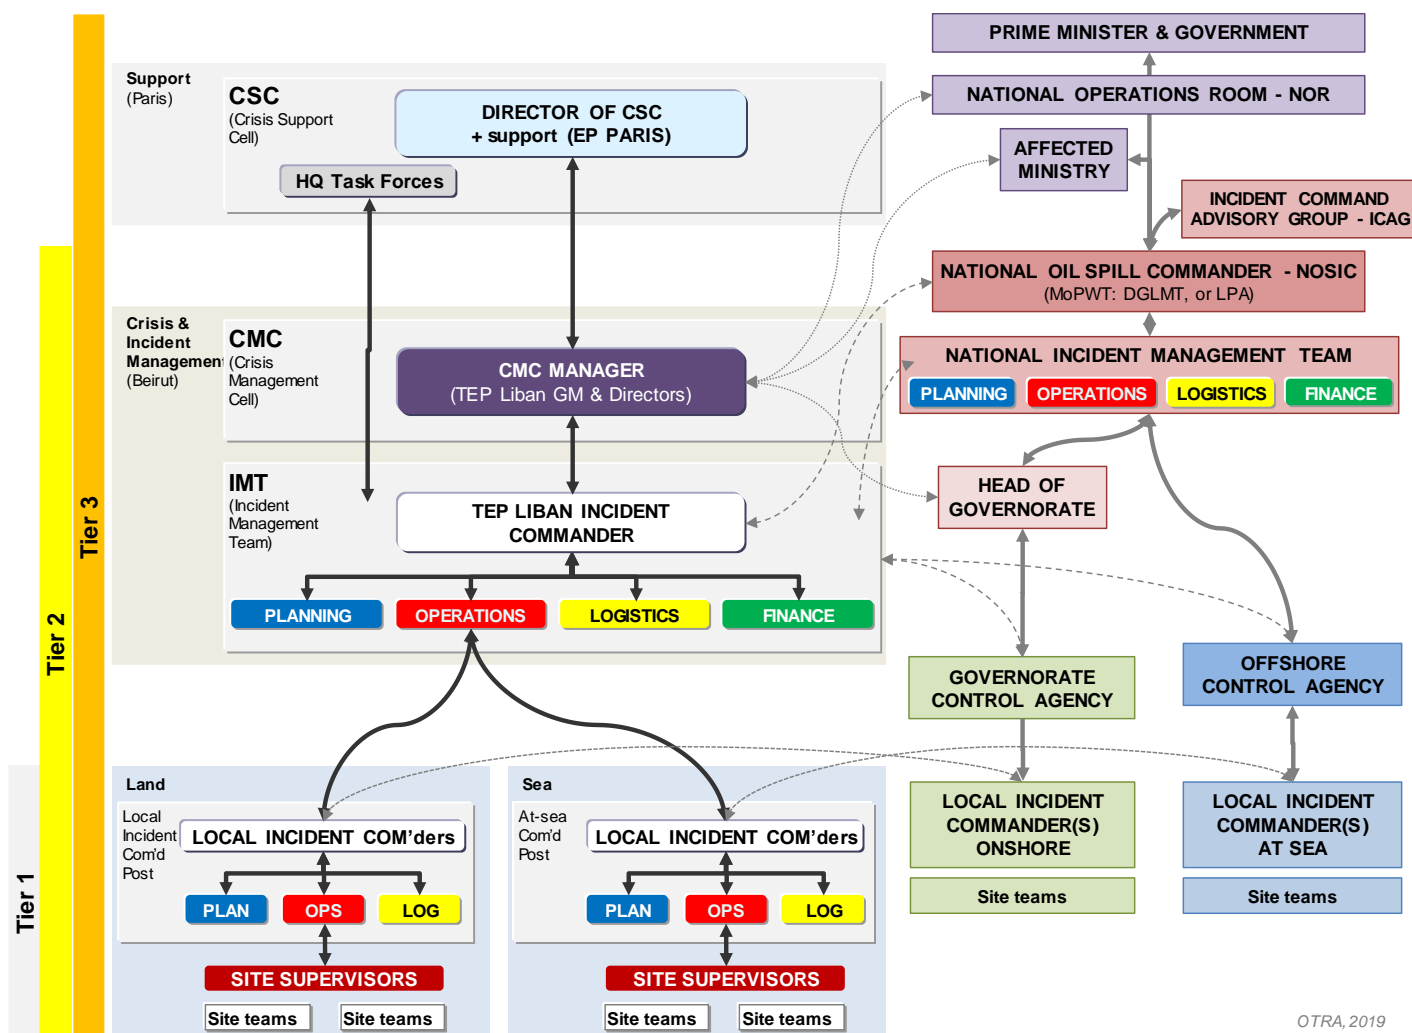 PRIME MINISTER & GOVERNMENT
Support
(Paris)
CSC
(Crisis Support
Cell)
DIRECTOR OF CSC
+ support (EP PARIS)
HQ Task Forces
NATIONAL OPERATIONS ROOM - NOR
AFFECTED
MINISTRY
INCIDENT COMMAND
ADVISORY GROUP - ICAG
NATIONAL OIL SPILL COMMANDER - NOSIC
(MoPWT: DGLMT, or LPA)
Crisis &
Incident
Management
(Beirut)
CMC
(Crisis
Management
Cell)
CMC MANAGER
(TEP Liban GM & Directors)
NATIONAL INCIDENT MANAGEMENT TEAM
PLANNING
OPERATIONS
LOGISTICS
FINANCE
IMT
(Incident
Management
Team)
TEP LIBAN INCIDENT
COMMANDER
HEAD OF
GOVERNORATE
PLANNING
OPERATIONS
LOGISTICS
FINANCE
GOVERNORATE
CONTROL AGENCY
OFFSHORE
CONTROL AGENCY
Tier 3
Tier 2
Tier 1
Land
Local
Incident
Com'd
Post
LOCAL INCIDENT COM'ders
PLAN
OPS
LOG
SITE SUPERVISORS
Site teams
Site teams
Sea
At-sea
Com'd
Post
LOCAL INCIDENT COM'ders
PLAN
OPS
LOG
SITE SUPERVISORS
Site teams
Site teams
LOCAL INCIDENT
COMMANDER(S)
ONSHORE
Site teams
LOCAL INCIDENT
COMMANDER(S)
AT SEA
Site teams
OTRA, 2019